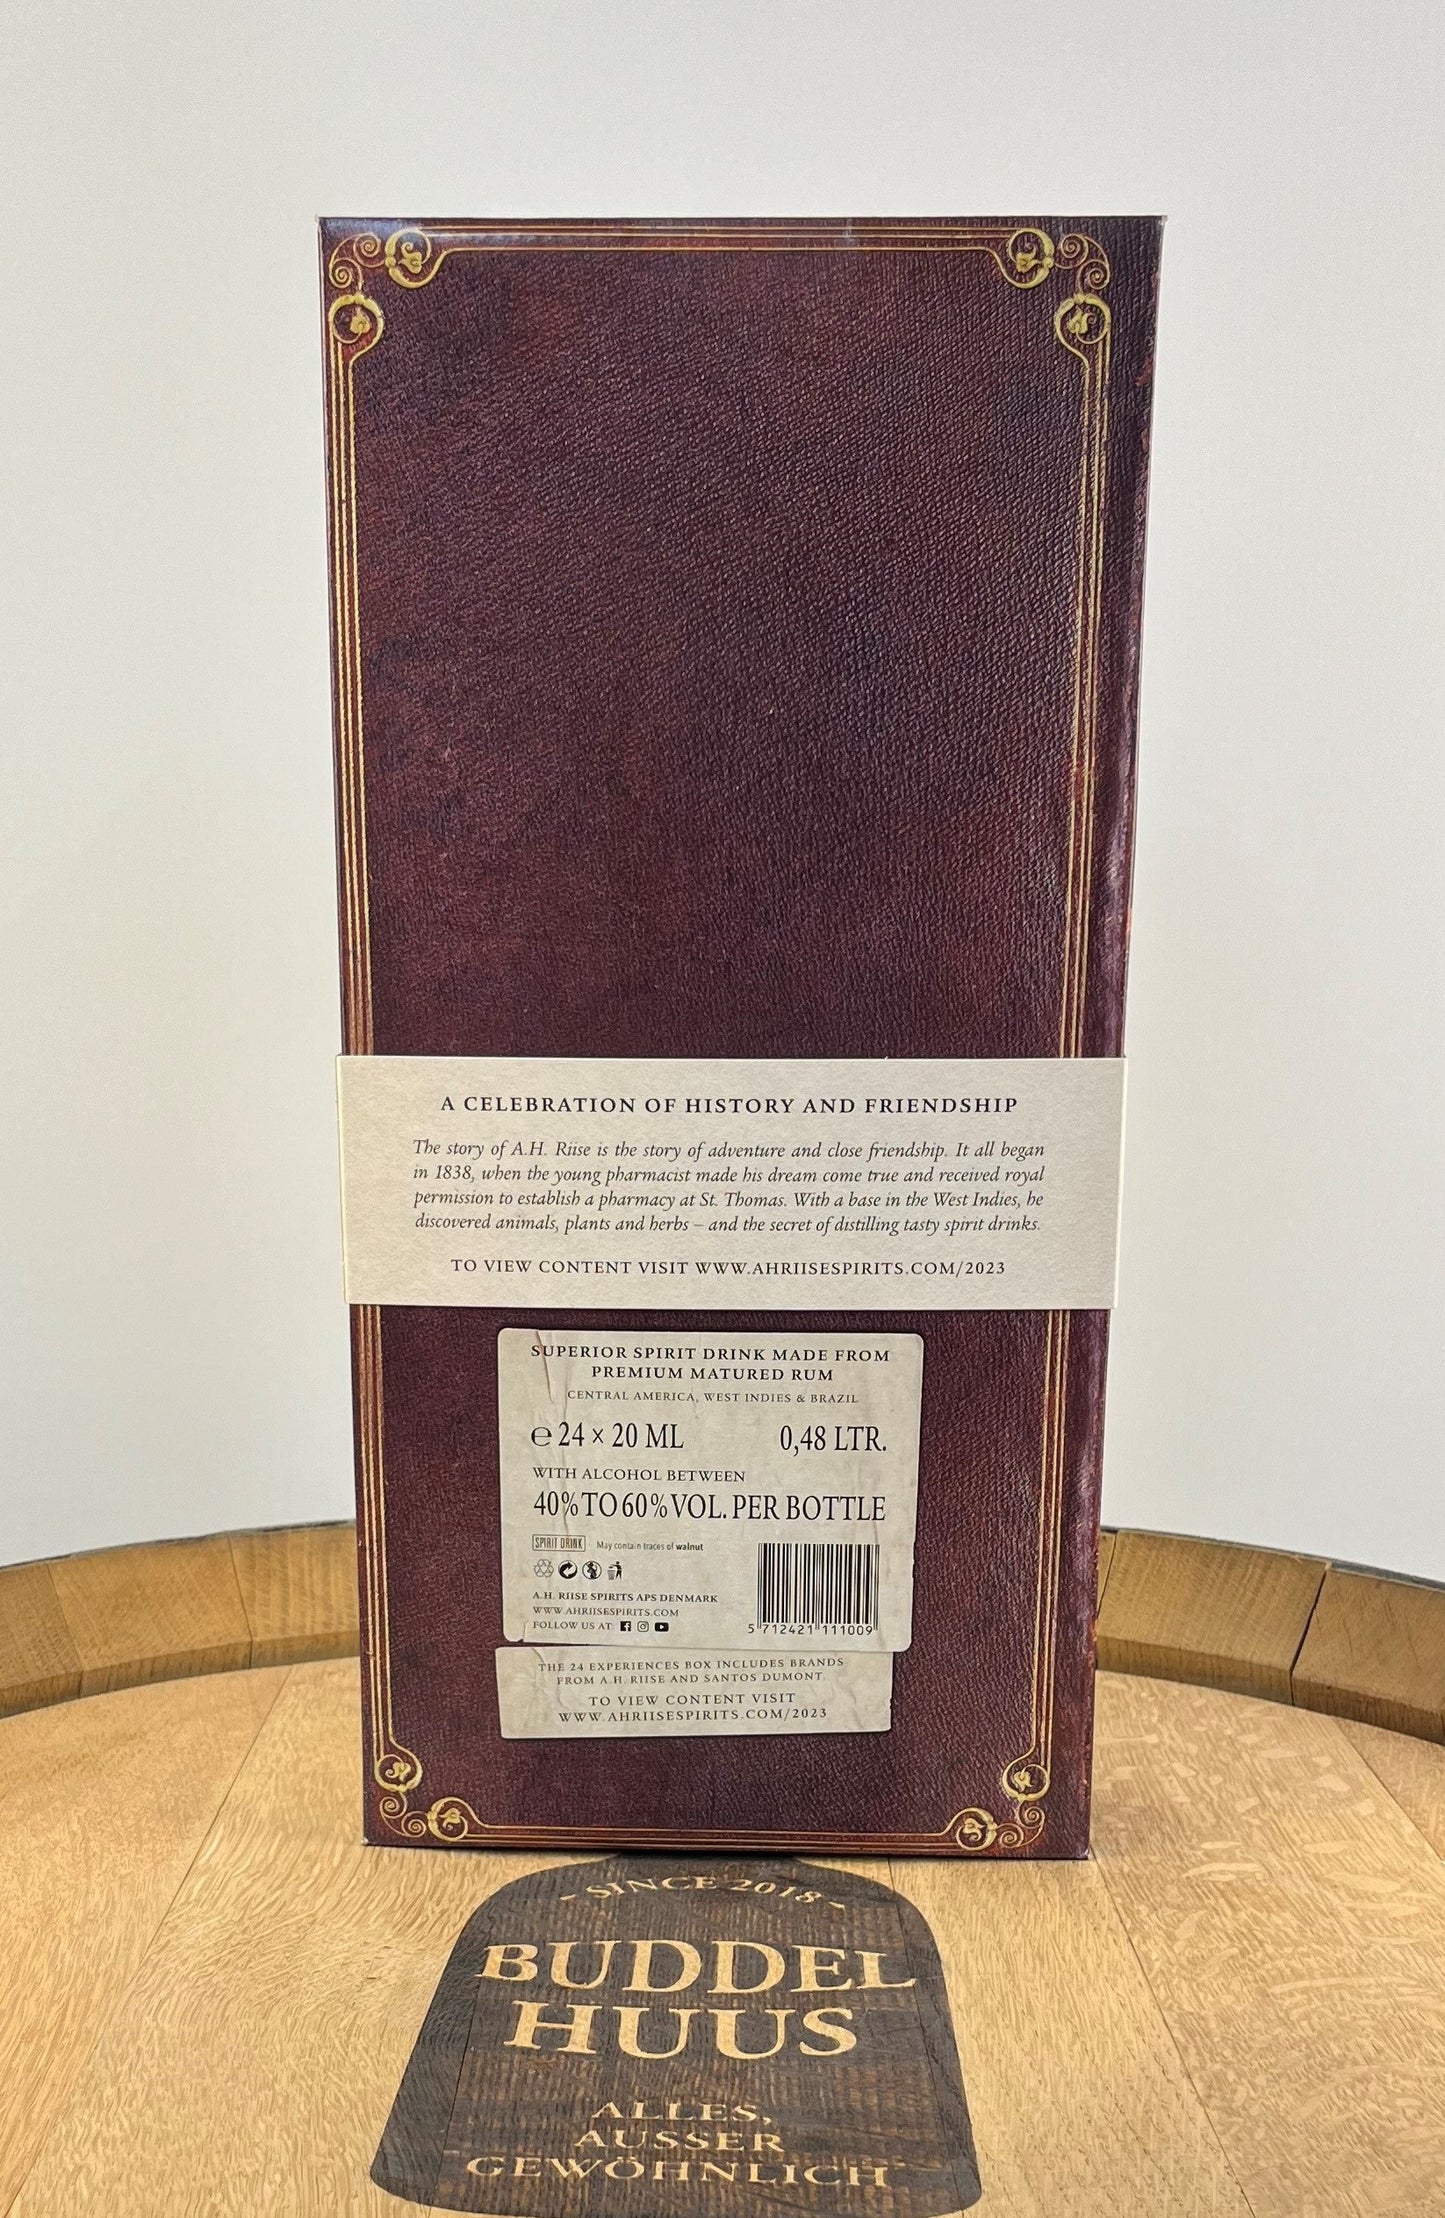 A CELEBRATION OF HISTORY AND FRIENDSHIP
The story of A.H. Riise is the story of adventure and close friendship. It all began
in 1838, when the young pharmacist made his dream come true and received royal
permission to establish a pharmacy at St. Thomas. With a base in the West Indies, he
discovered animals, plants and herbs – and the secret of distilling tasty spirit drinks.
TO VIEW CONTENT VISIT WWW.AHRIISESPIRITS.COM/2023
SUPERIOR SPIRIT DRINK MADE FROM
PREMIUM MATURED RUM
CENTRAL AMERICA, WEST INDIES & BRAZIL
℮ 24 × 20 ML 0,48 LTR.
WITH ALCOHOL BETWEEN
40% TO 60% VOL. PER BOTTLE
SPIRIT DRINK May contain traces of walnut
A.H. RIISE SPIRITS APS DENMARK
WWW.AHRIISESPIRITS.COM
FOLLOW US AT:
5 712421 111009
THE 24 EXPERIENCES BOX INCLUDES BRANDS
FROM A.H. RIISE AND SANTOS DUMONT
TO VIEW CONTENT VISIT
WWW.AHRIISESPIRITS.COM/2023
- SINCE 2018 -
BUDDEL
HUUS
ALLES,
AUSSER
GEWÖHNLICH